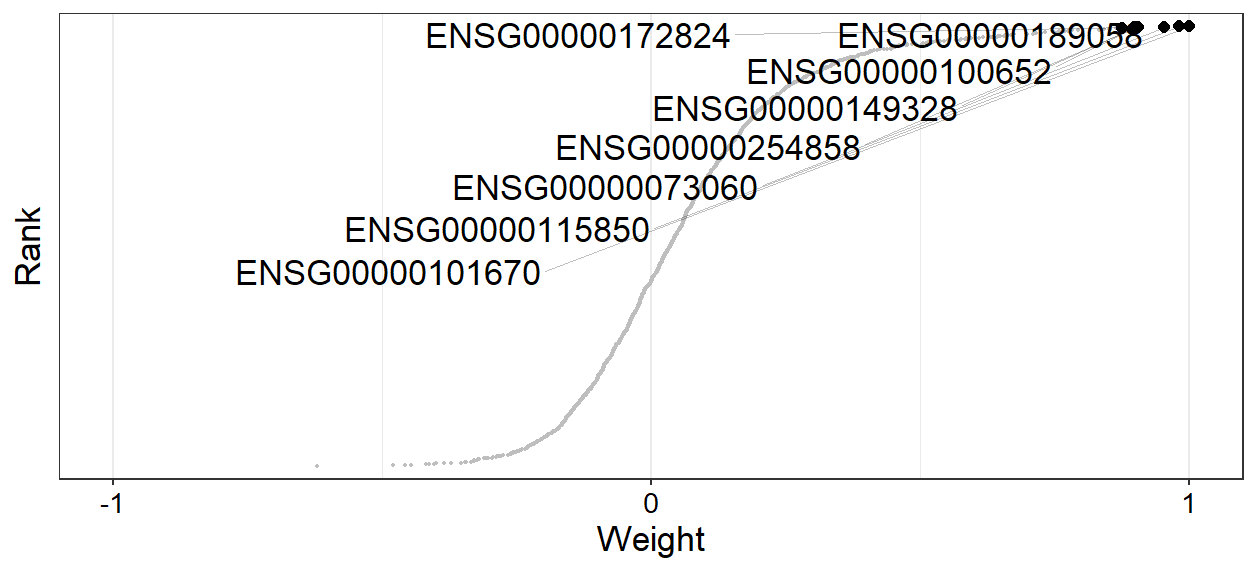 ENSG00000172824
ENSG00000189058
ENSG00000100652
ENSG00000149328
ENSG00000254858
ENSG00000073060
ENSG00000115850
ENSG00000101670
Rank
-1
0
1
Weight